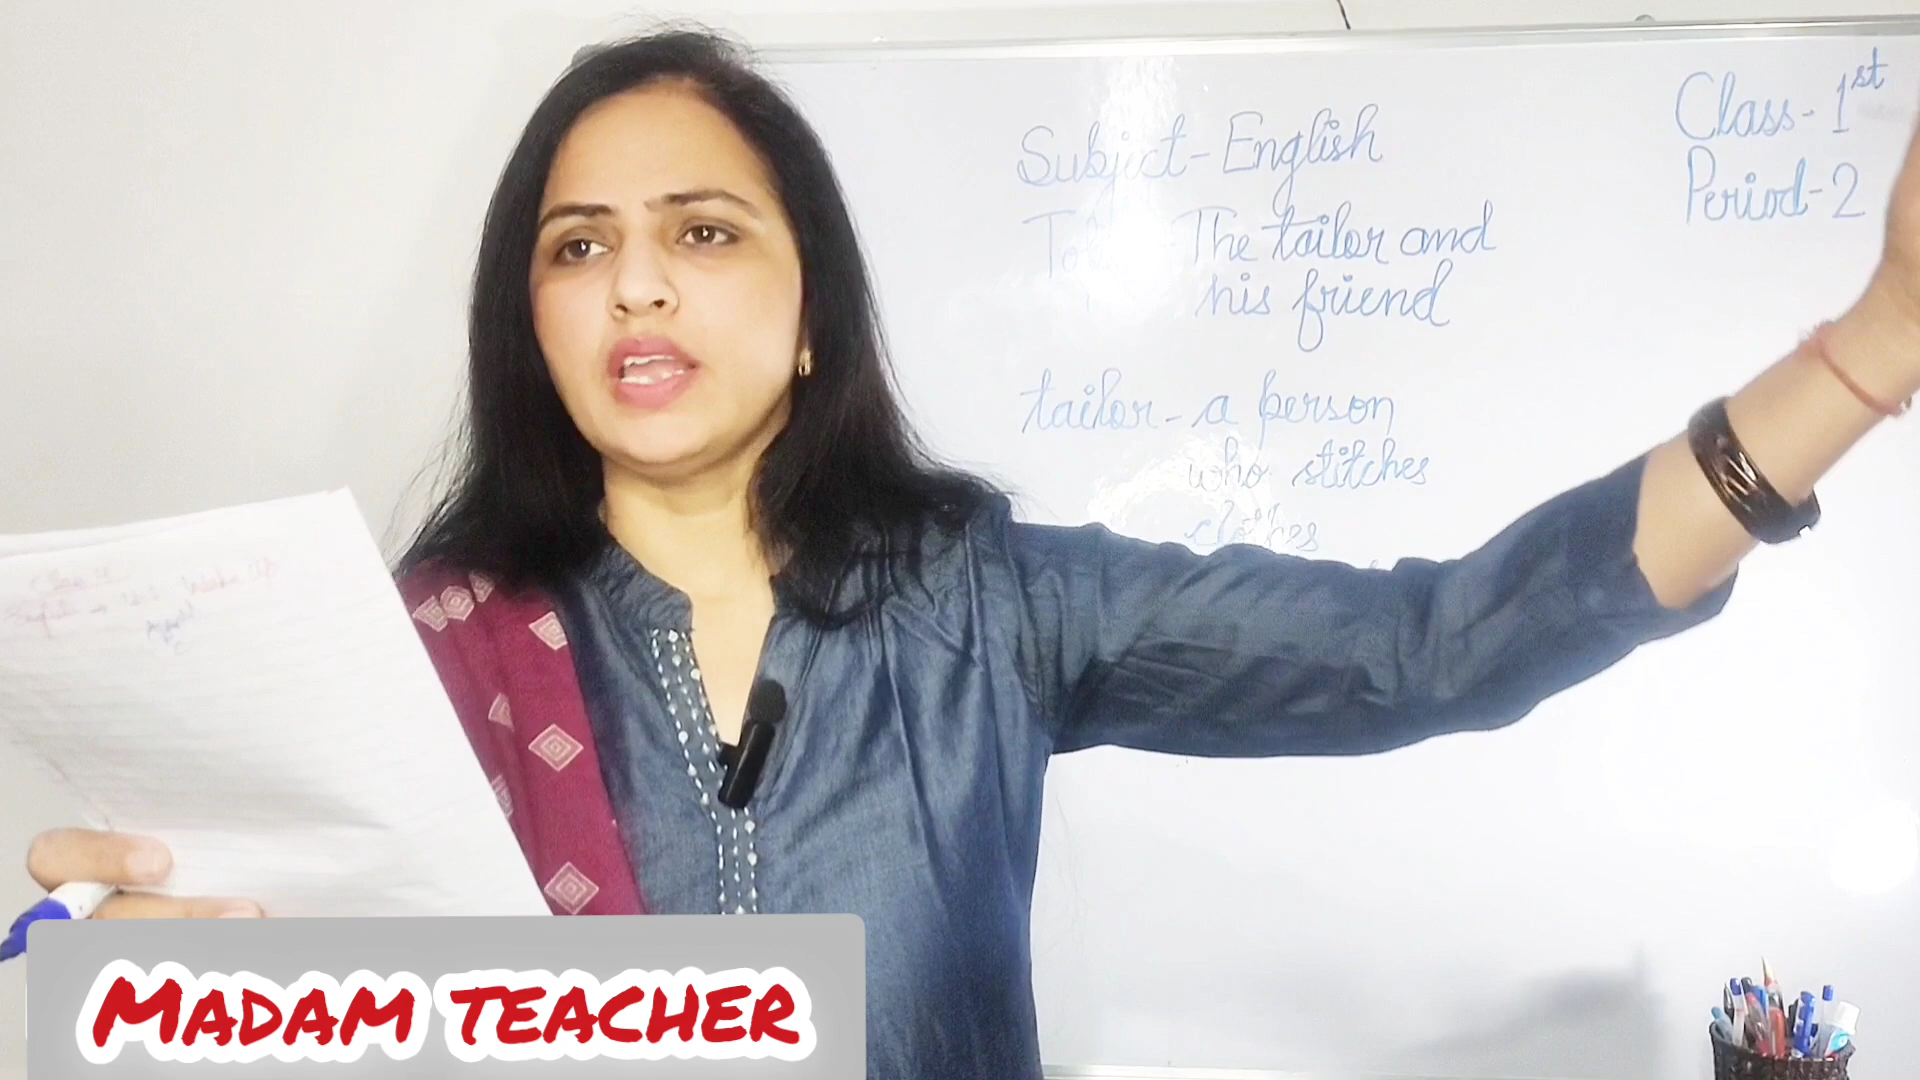 Class-1st
Period-2
Subject-English
The tailor and
his friend
tailor-a person
who stitches
clothes
MADAM TEACHER